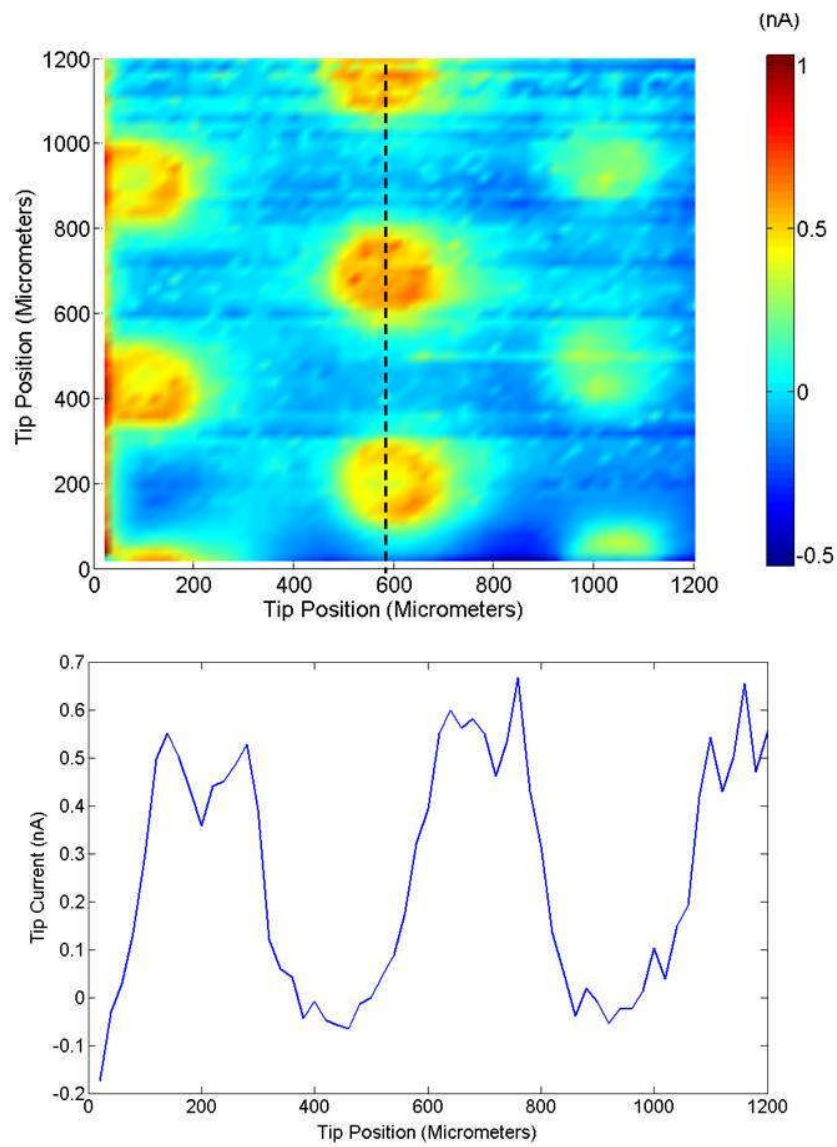 (nA)
1200
1000
800
600
400
200
0
Tip Position (Micrometers)
0 200 400 600 800 1000 1200
Tip Position (Micrometers)
1
0
-0.5
0.7
0.6
0.5
0.4
0.3
0.2
0.1
0
-0.1
-0.2
Tip Current (nA)
0 200 400 600 800 1000 1200
Tip Position (Micrometers)